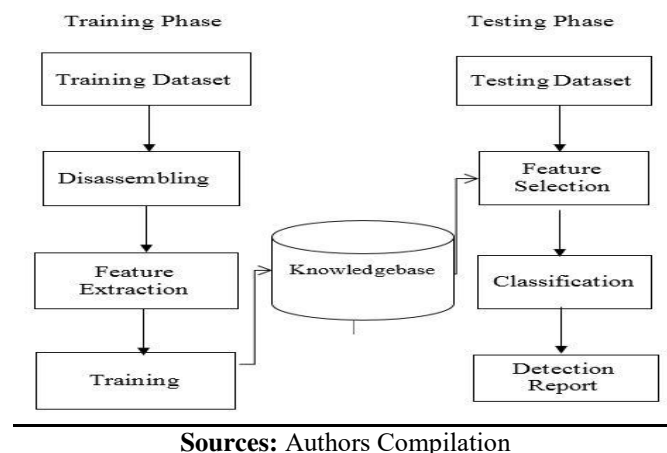 Training Phase
Testing Phase
Training Dataset
Testing Dataset
Disassembling
Feature
Selection
Feature
Extraction
Knowledgebase
Classification
Training
Detection
Report
Sources: Authors Compilation